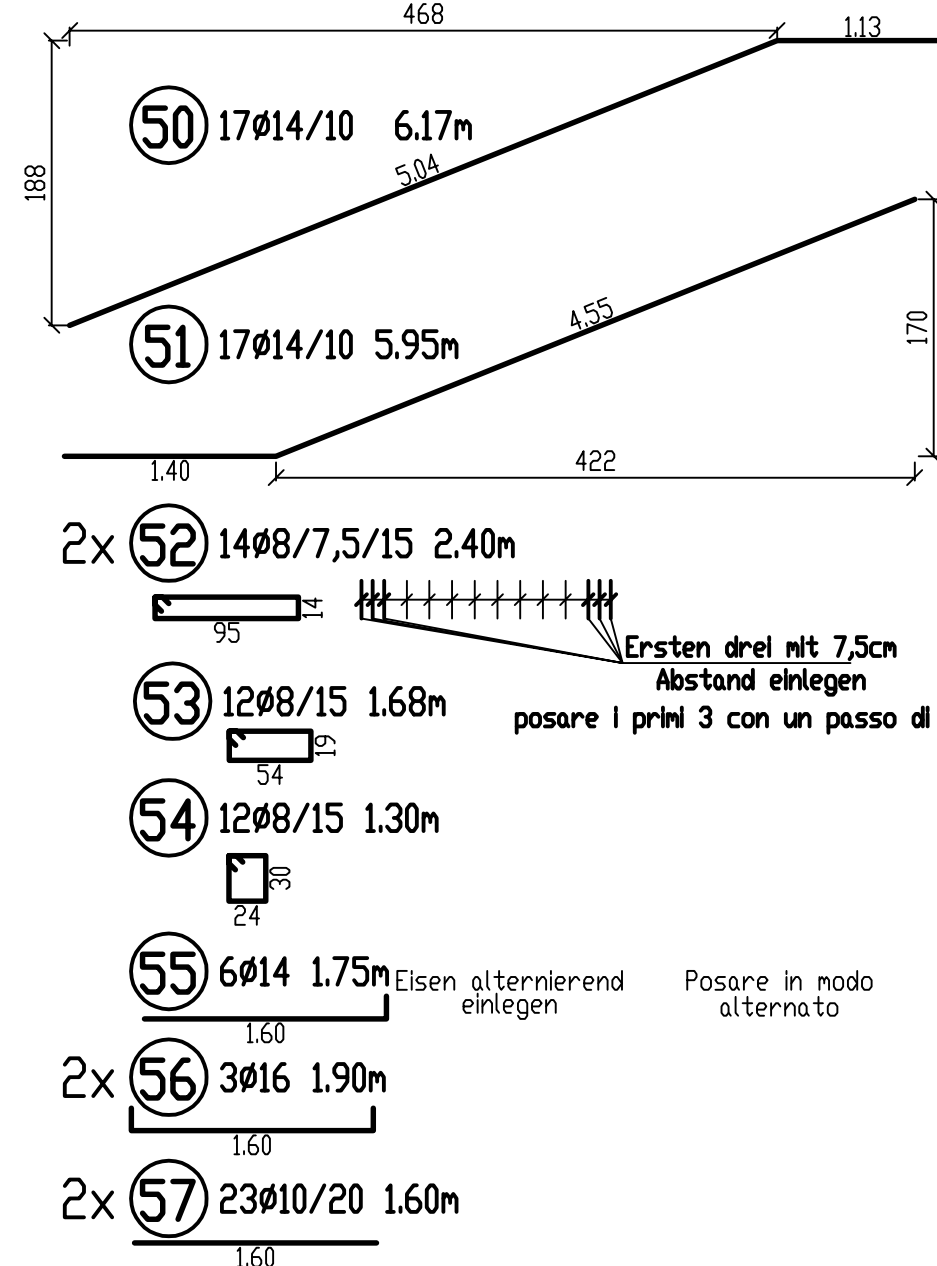 468
1.13
50 17ø14/10 6.17m
188
5.04
51 17ø14/10 5.95m
4.55
170
1.40
422
2x 52 14ø8/7,5/15 2.40m
14
95
Ersten drei mit 7,5cm
Abstand einlegen
posare i primi 3 con un passo di
53 12ø8/15 1.68m
19
54
54 12ø8/15 1.30m
30
24
55 6ø14 1.75m
Eisen alternierend
einlegen
Posare in modo
alternato
1.60
2x 56 3ø16 1.90m
1.60
2x 57 23ø10/20 1.60m
1.60